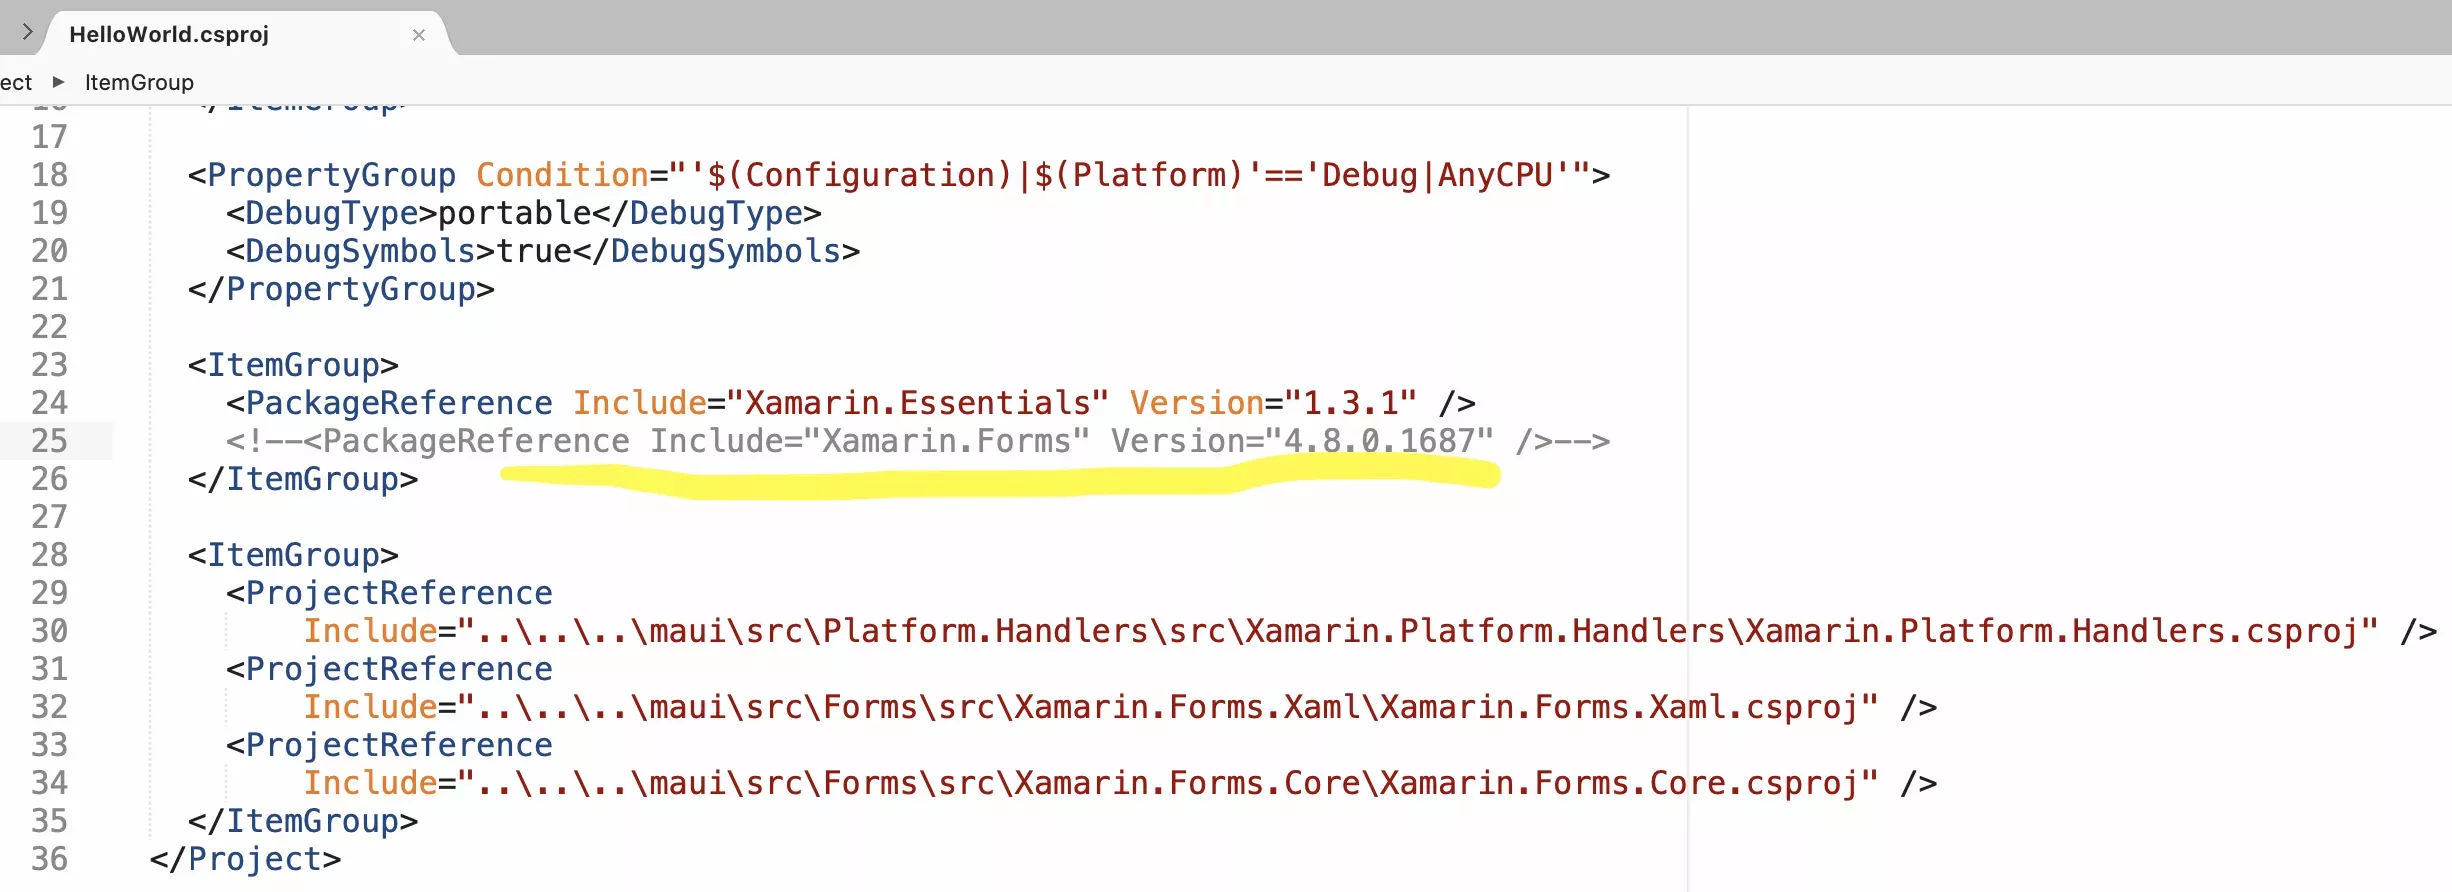 HelloWorld.csproj
ect ▸ ItemGroup
16 </ItemGroup>
17
18 <PropertyGroup Condition="'$(Configuration)|$(Platform)'=='Debug|AnyCPU'">
19 <DebugType>portable</DebugType>
20 <DebugSymbols>true</DebugSymbols>
21 </PropertyGroup>
22
23 <ItemGroup>
24 <PackageReference Include="Xamarin.Essentials" Version="1.3.1" />
25 <!--<PackageReference Include="Xamarin.Forms" Version="4.8.0.1687" />-->
26 </ItemGroup>
27
28 <ItemGroup>
29 <ProjectReference
30 Include="..\..\..\maui\src\Platform.Handlers\src\Xamarin.Platform.Handlers\Xamarin.Platform.Handlers.csproj" />
31 <ProjectReference
32 Include="..\..\..\maui\src\Forms\src\Xamarin.Forms.Xaml\Xamarin.Forms.Xaml.csproj" />
33 <ProjectReference
34 Include="..\..\..\maui\src\Forms\src\Xamarin.Forms.Core\Xamarin.Forms.Core.csproj" />
35 </ItemGroup>
36 </Project>